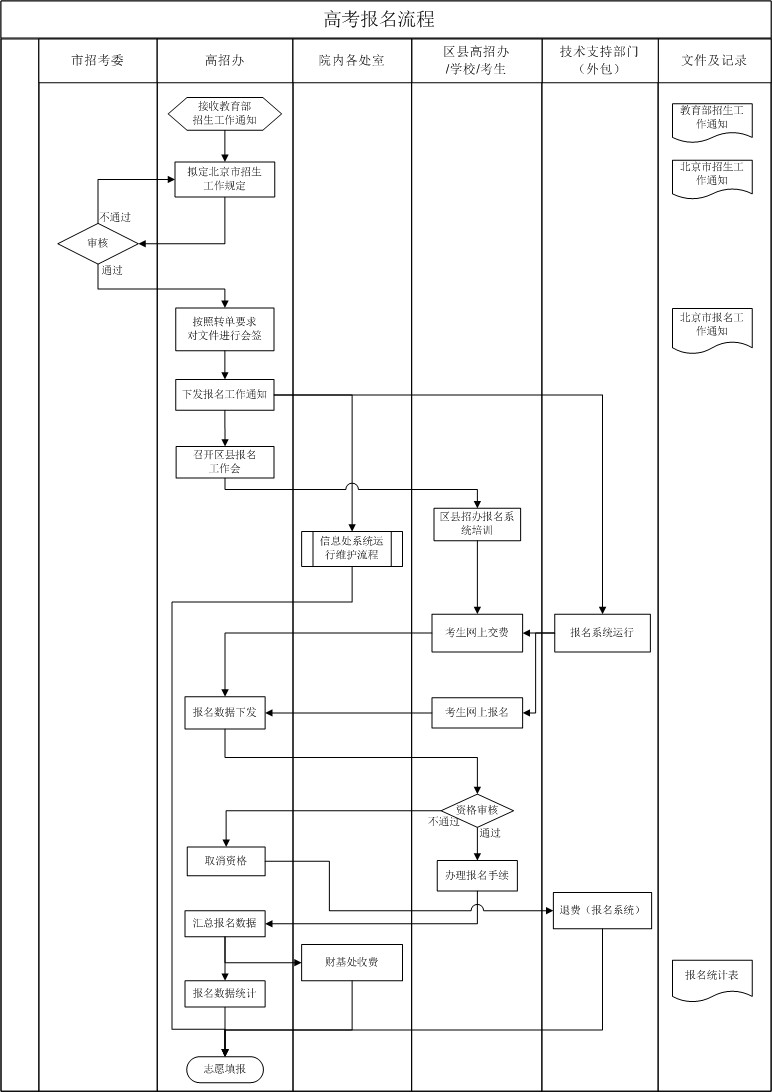 高考报名流程
市招考委
高招办
院内各处室
区县高招办
/学校/考生
技术支持部门
（外包）
文件及记录
接收教育部
招生工作通知
教育部招生工
作通知
拟定北京市招生
工作规定
北京市招生工
作通知
不通过
审核
通过
按照转单要求
对文件进行会签
北京市报名工
作通知
下发报名工作通知
召开区县报名
工作会
区县招办报名系
统培训
信息处系统运
行维护流程
考生网上交费
报名系统运行
报名数据下发
考生网上报名
资格审核
不通过
通过
取消资格
办理报名手续
退费（报名系统）
汇总报名数据
财基处收费
报名统计表
报名数据统计
志愿填报